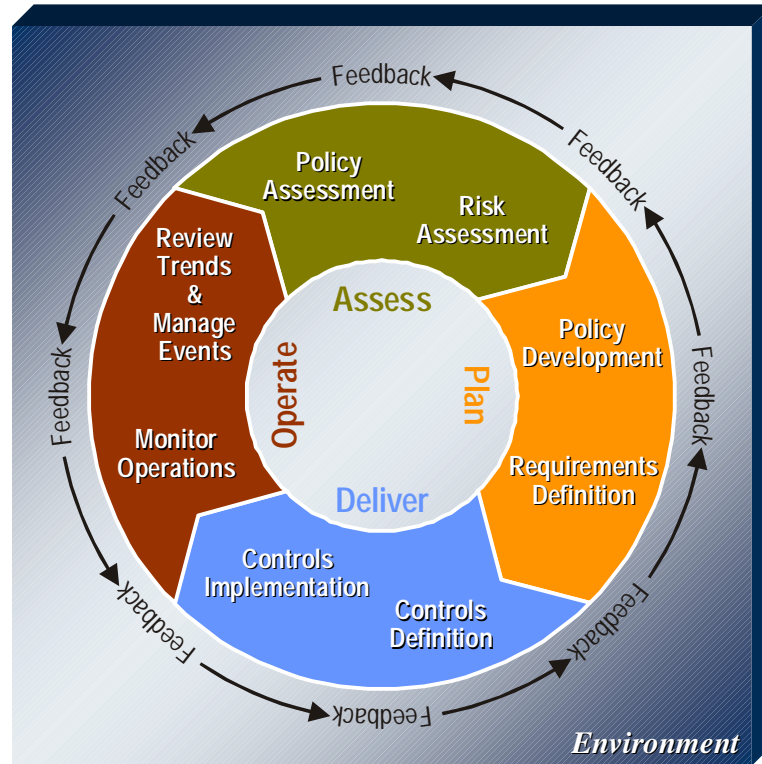 Feedback
Feedback
Feedback
Policy
Assessment
Risk
Assessment
Review
Trends
&
Manage
Events
Assess
Policy
Development
Feedback
Feedback
Operate
Plan
Monitor
Operations
Requirements
Definition
Deliver
Controls
Implementation
Controls
Definition
Feedback
Feedback
Feedback
Environment